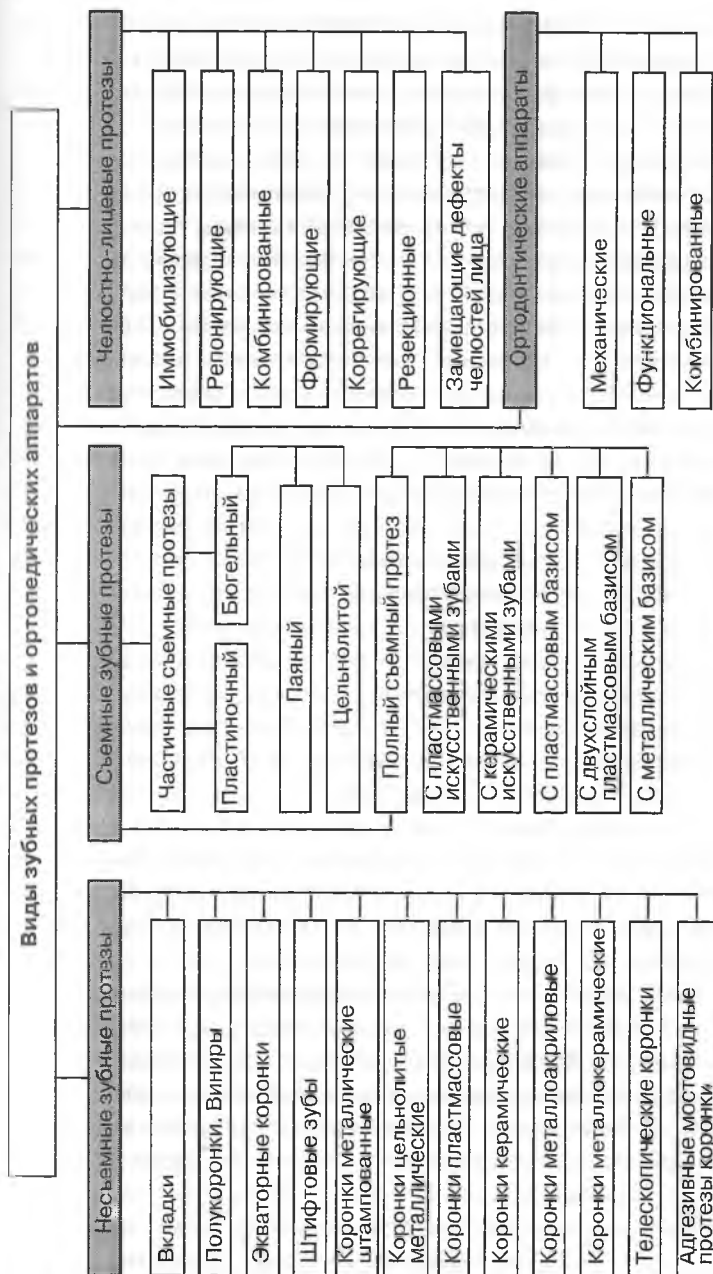 Виды зубных протезов и ортопедических аппаратов
Несъемные зубные протезы
Вкладки
Полукоронки. Виниры
Экваторные коронки
Штифтовые зубы
Коронки металлические
штампованные
Коронки цельнолитые
металлические
Коронки пластмассовые
Коронки керамические
Коронки металлоакриловые
Коронки металлокерамические
Телескопические коронки
Адгезивные мостовидные
протезы коронки
Съемные зубные протезы
Частичные съемные протезы
Пластиночный
Бюгельный
Паяный
Цельнолитой
Полный съемный протез
С пластмассовыми
искусственными зубами
С керамическими
искусственными зубами
С пластмассовым базисом
С двухслойным
пластмассовым базисом
С металлическим базисом
Челюстно-лицевые протезы
Иммобилизующие
Репонирующие
Комбинированные
Формирующие
Коррегирующие
Резекционные
Замещающие дефекты
челюстей лица
Ортодонтические аппараты
Механические
Функциональные
Комбинированные